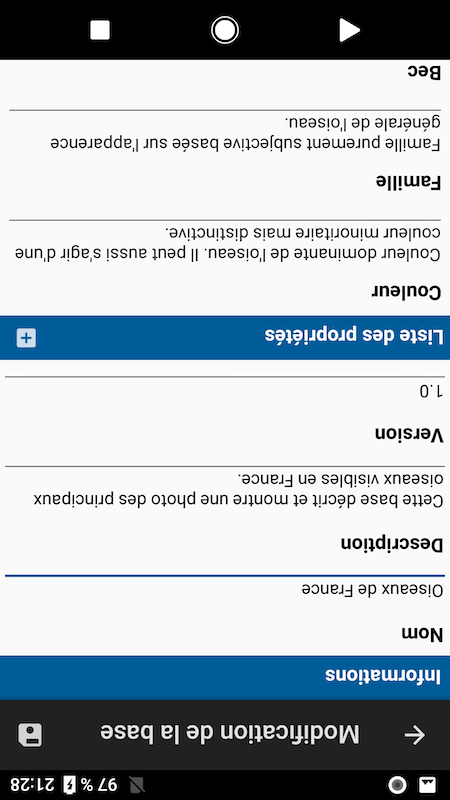 97 % 21:28
Modification de la base
Informations
Nom
Oiseaux de France
Description
Cette base décrit et montre une photo des principaux
oiseaux visibles en France.
Version
1.0
Liste des propriétés
Couleur
Couleur dominante de l'oiseau. Il peut aussi s'agir d'une
couleur minoritaire mais distinctive.
Famille
Famille purement subjective basée sur l'apparence
générale de l'oiseau.
Bec